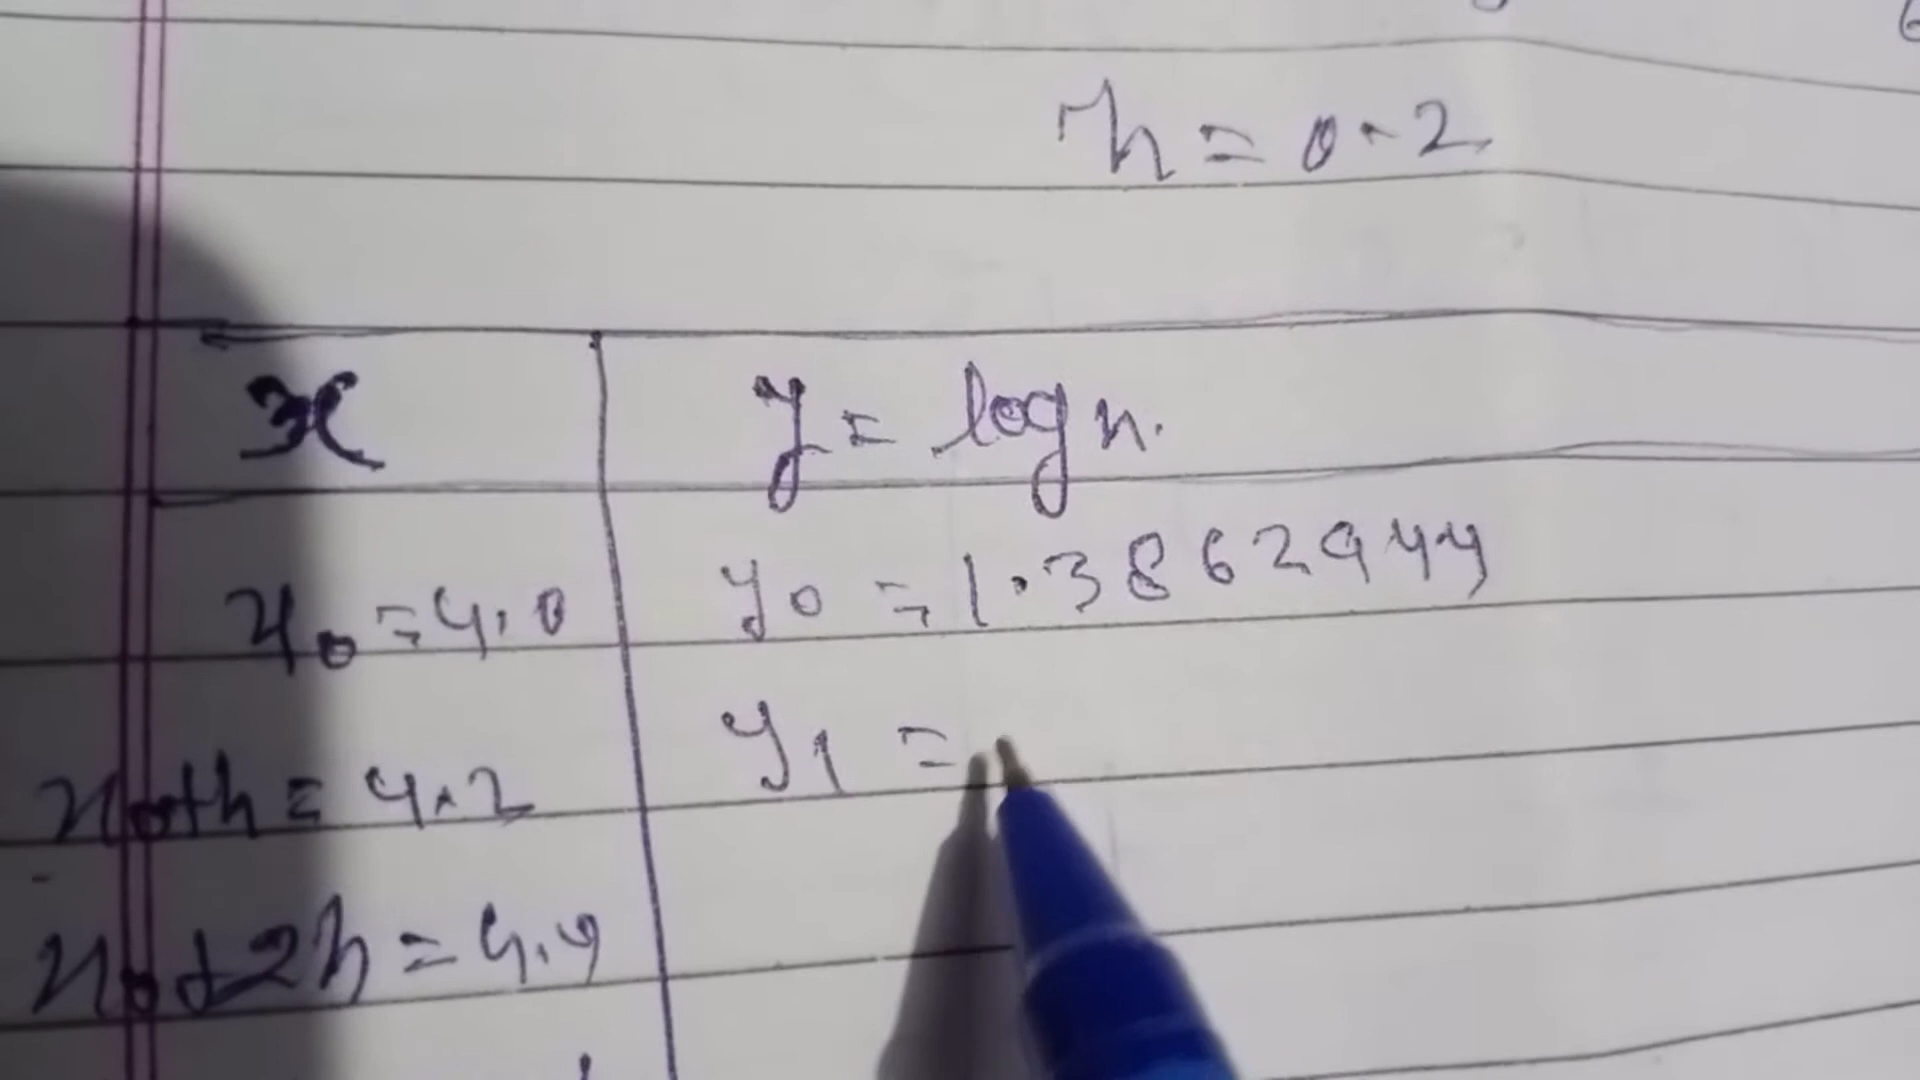 h = 0.2
x y = log x.
x0 = 4.0 y0 = 1.3862944
x0+h = 4.2 y1 =
x0+2h = 4.4